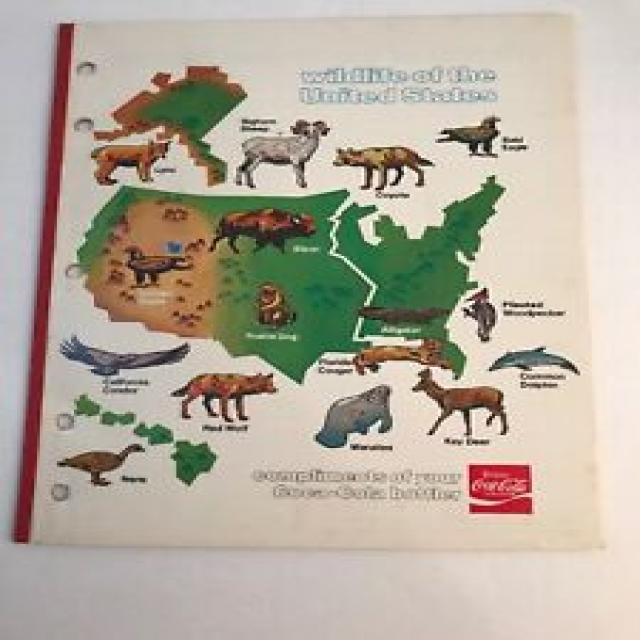 wildlife of the
United States
Bighorn
Sheep
Bald
Eagle
Lynx
Coyote
Bison
Prairie Dog
Alligator
Pileated
Woodpecker
Florida
Cougar
Common
Dolphin
California
Condor
Red Wolf
Manatee
Key Deer
Nene
compliments of your
Coca-Cola bottler
Enjoy
Coca-Cola